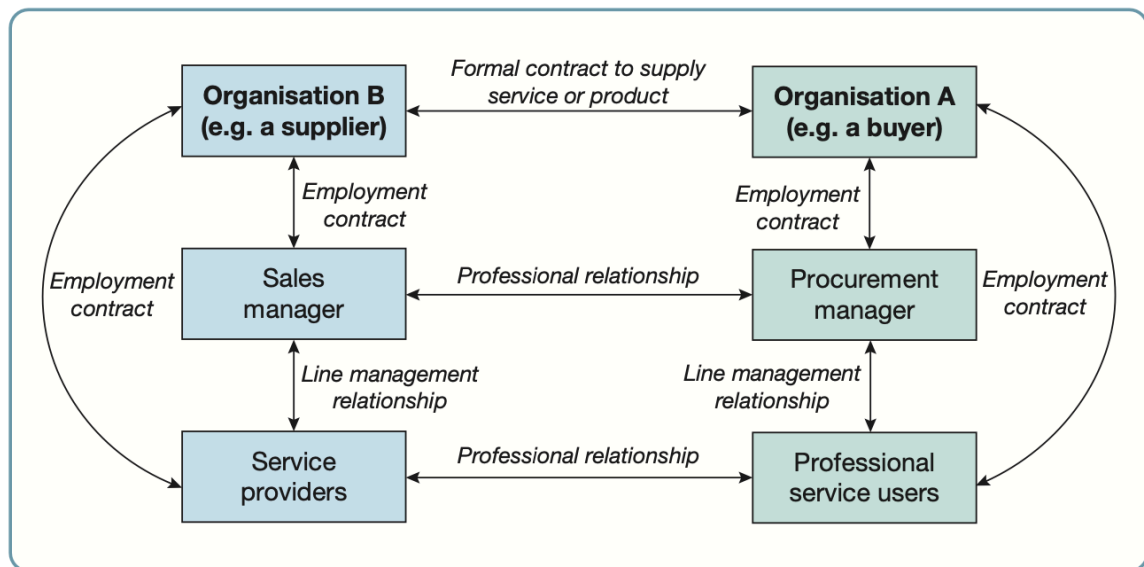 Formal contract to supply
service or product
Organisation B
(e.g. a supplier)
Organisation A
(e.g. a buyer)
Employment
contract
Employment
contract
Employment
contract
Sales
manager
Professional relationship
Procurement
manager
Employment
contract
Line management
relationship
Line management
relationship
Service
providers
Professional relationship
Professional
service users